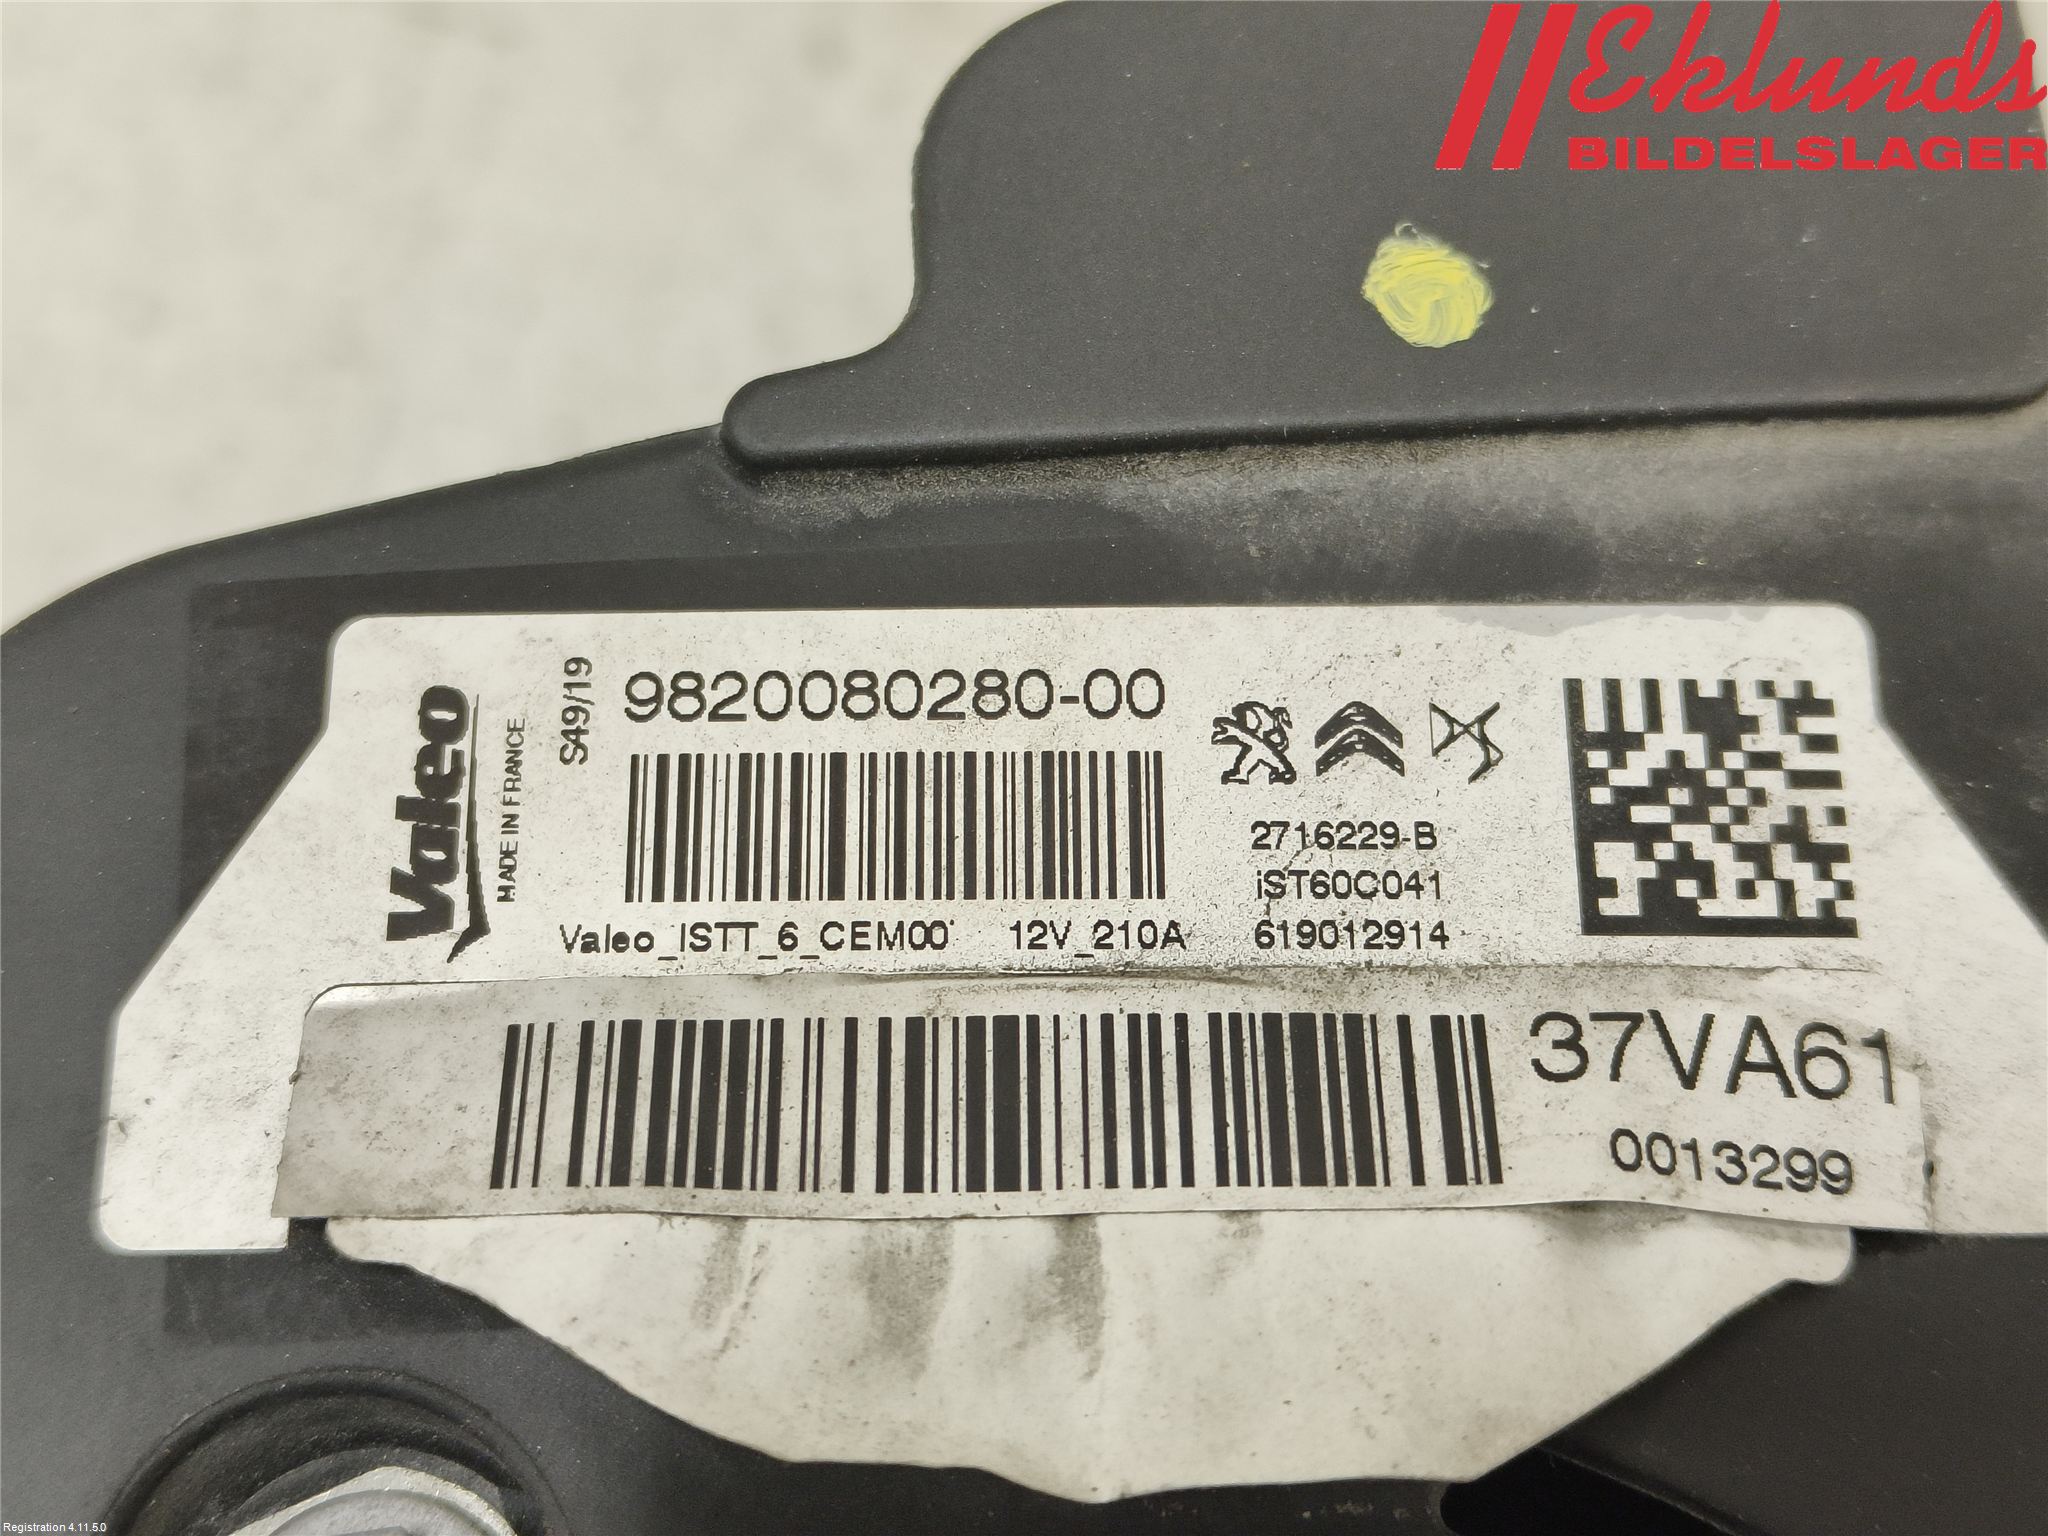 Eklunds
BILDELSLAGER
Valeo
MADE IN FRANCE
S49/19
9820080280-00
2716229-B
iST60C041
Valeo_ISTT_6_CEM00 12V_210A
619012914
37VA61
0013299
Registration 4.11.5.0